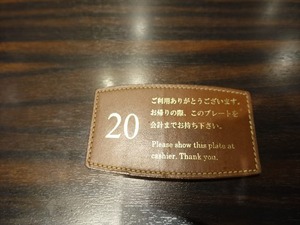 20
ご利用ありがとうございます。
お帰りの際、このプレートを
会計までお持ち下さい。
Please show this plate at
cashier. Thank you.